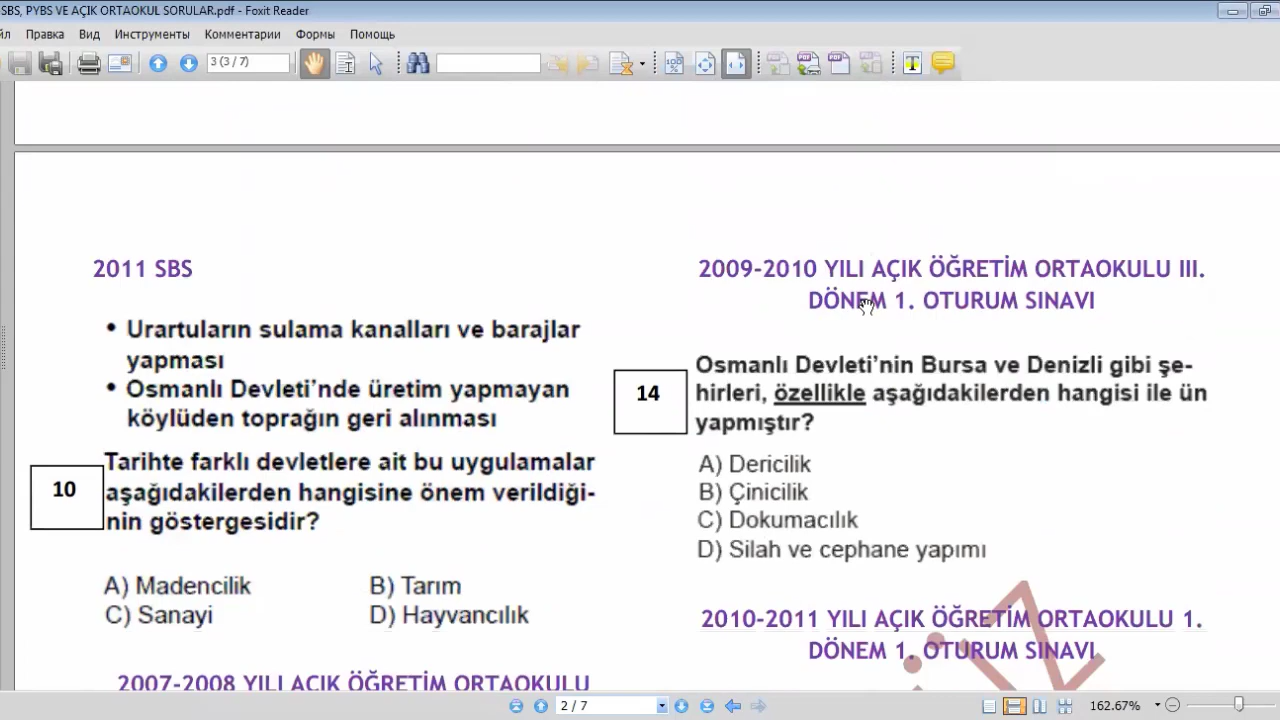 SBS, PYBS VE AÇIK ORTAOKUL SORULAR.pdf - Foxit Reader
йл Правка Вид Инструменты Комментарии Формы Помощь
3 (3 / 7)
2011 SBS
• Urartuların sulama kanalları ve barajlar
yapması
• Osmanlı Devleti'nde üretim yapmayan
köylüden toprağın geri alınması
10
Tarihte farklı devletlere ait bu uygulamalar
aşağıdakilerden hangisine önem verildiği-
nin göstergesidir?
A) Madencilik B) Tarım
C) Sanayi D) Hayvancılık
2007-2008 YILI AÇIK ÖĞRETİM ORTAOKULU
2009-2010 YILI AÇIK ÖĞRETİM ORTAOKULU III.
DÖNEM 1. OTURUM SINAVI
14
Osmanlı Devleti'nin Bursa ve Denizli gibi şe-
hirleri, özellikle aşağıdakilerden hangisi ile ün
yapmıştır?
A) Dericilik
B) Çinicilik
C) Dokumacılık
D) Silah ve cephane yapımı
2010-2011 YILI AÇIK ÖĞRETİM ORTAOKULU 1.
DÖNEM 1. OTURUM SINAVI
2 / 7
162.67%